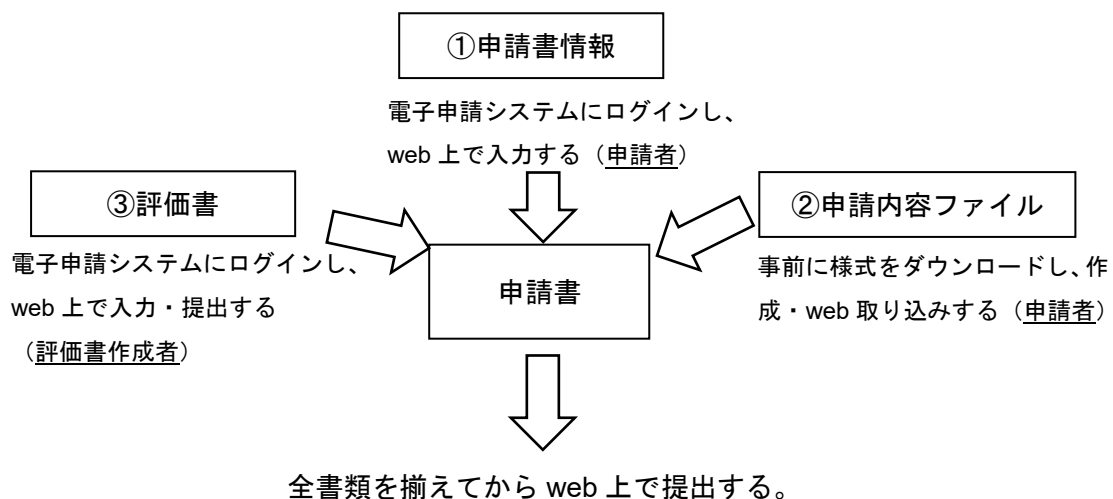 ①申請書情報
電子申請システムにログインし、
web 上で入力する（申請者）
③評価書
電子申請システムにログインし、
web 上で入力・提出する
（評価書作成者）
②申請内容ファイル
事前に様式をダウンロードし、作
成・web 取り込みする（申請者）
申請書
全書類を揃えてから web 上で提出する。